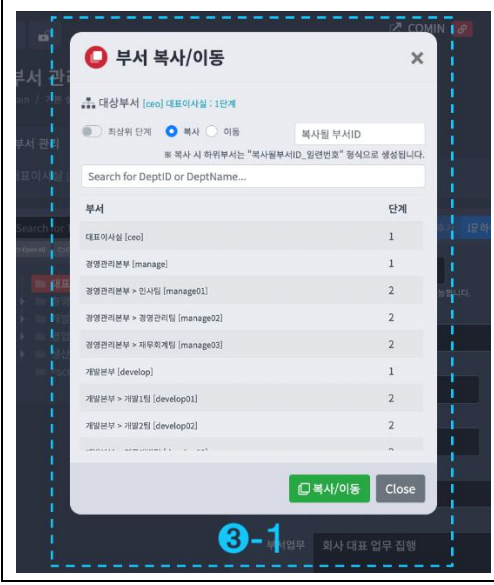 COMIN
부서 복사/이동
×
대상부서 [ceo] 대표이사실 : 1단계
최상위 단계 복사 이동 복사될 부서ID
※ 복사 시 하위부서는 "복사될부서ID_일련번호" 형식으로 생성됩니다.
Search for DeptID or DeptName...
부서 단계
대표이사실 [ceo] 1
경영관리본부 [manage] 1
경영관리본부 > 인사팀 [manage01] 2
경영관리본부 > 경영관리팀 [manage02] 2
경영관리본부 > 재무회계팀 [manage03] 2
개발본부 [develop] 1
개발본부 > 개발1팀 [develop01] 2
개발본부 > 개발2팀 [develop02] 2
복사/이동 Close
3-1
부서업무 회사 대표 업무 집행